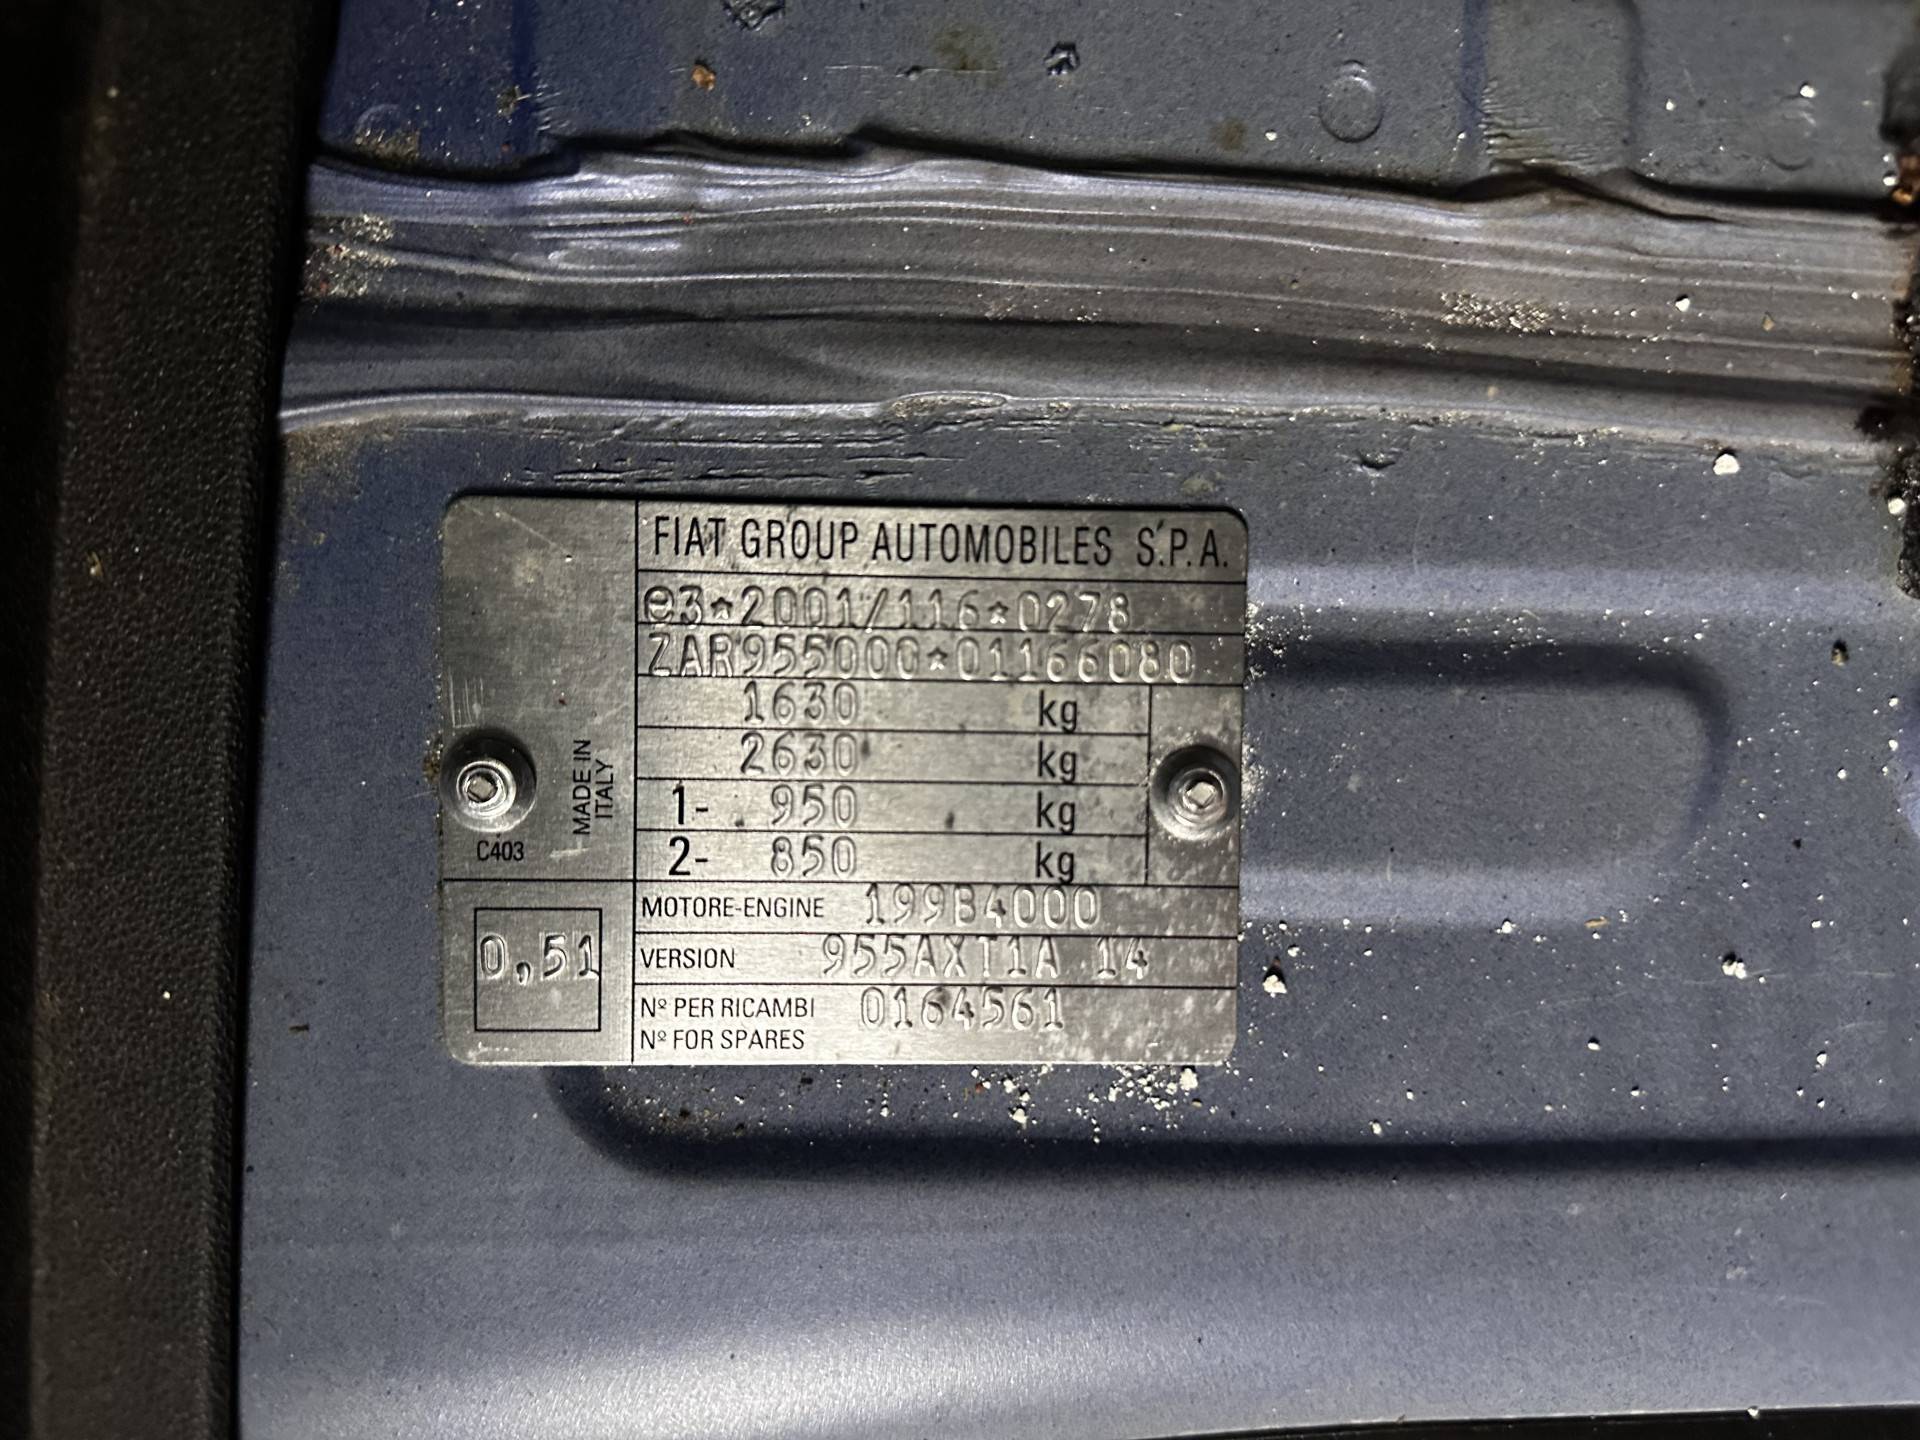 FIAT GROUP AUTOMOBILES S.P.A.
e3*2001/116*0278
ZAR955000*01166080
1630 kg
2630 kg
1- 950 kg
2- 850 kg
MADE IN
ITALY
C403
MOTORE-ENGINE 199B4000
0,51
VERSION 955AXT1A 14
Nº PER RICAMBI 0164561
Nº FOR SPARES